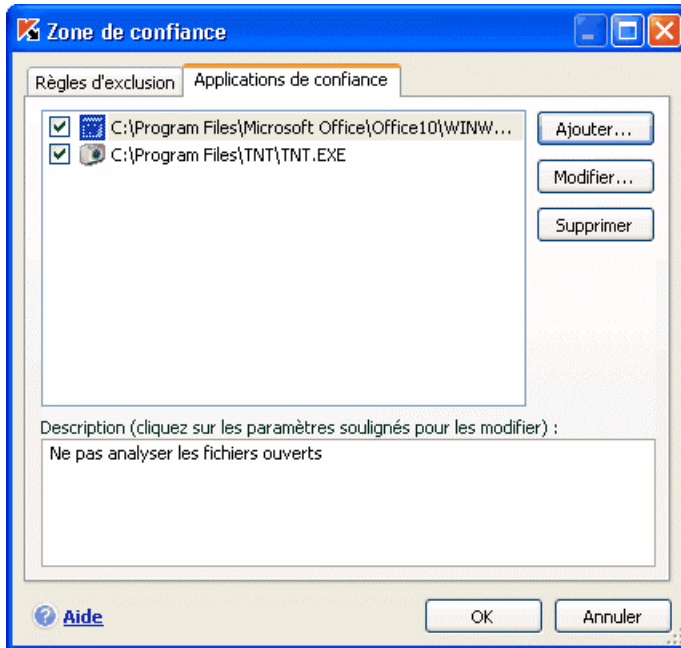 Zone de confiance
Règles d'exclusion
Applications de confiance
C:\Program Files\Microsoft Office\Office10\WINW...
C:\Program Files\TNT\TNT.EXE
Ajouter...
Modifier...
Supprimer
Description (cliquez sur les paramètres soulignés pour les modifier) :
Ne pas analyser les fichiers ouverts
Aide
OK
Annuler